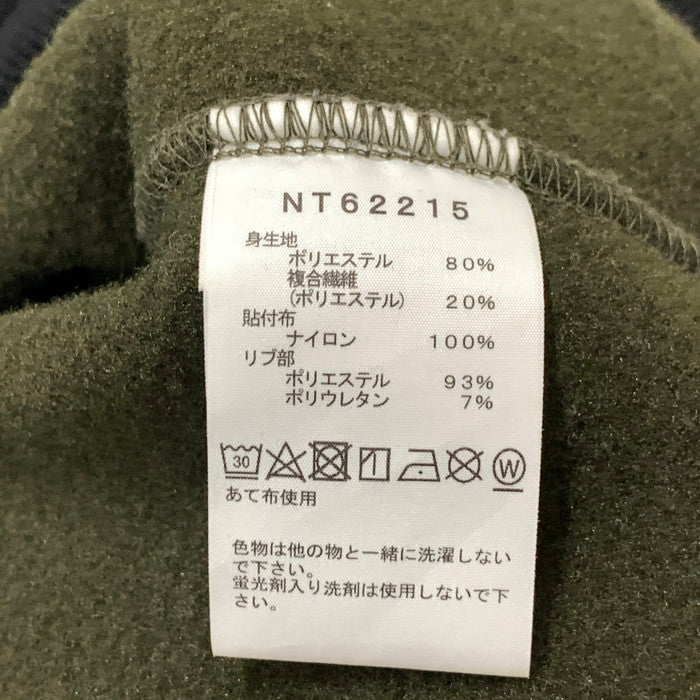 NT62215
身生地
ポリエステル 80%
複合繊維
(ポリエステル) 20%
貼付布
ナイロン 100%
リブ部
ポリエステル 93%
ポリウレタン 7%
30 W
あて布使用
色物は他の物と一緒に洗濯しない
で下さい。
蛍光剤入り洗剤は使用しないで下
さい。